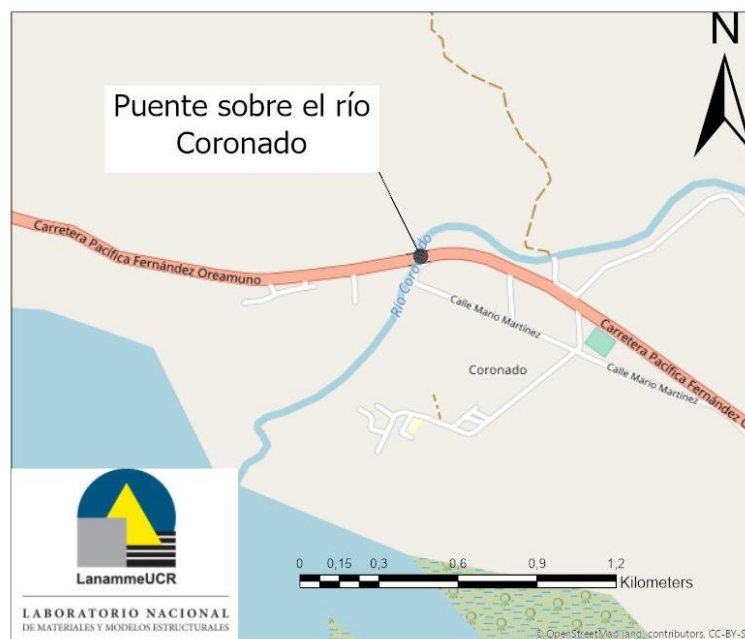 N
Puente sobre el río
Coronado
Carretera Pacífica Fernández Oreamuno
Río Coronado
Calle Mario Martínez
Carretera Pacífica Fernández O
Coronado
Calle Mario Martínez
0 0,15 0,3 0,6 0,9 1,2
Kilometers
LanammeUCR
LABORATORIO NACIONAL
DE MATERIALES Y MODELOS ESTRUCTURALES
© OpenStreetMap (and) contributors, CC-BY-S